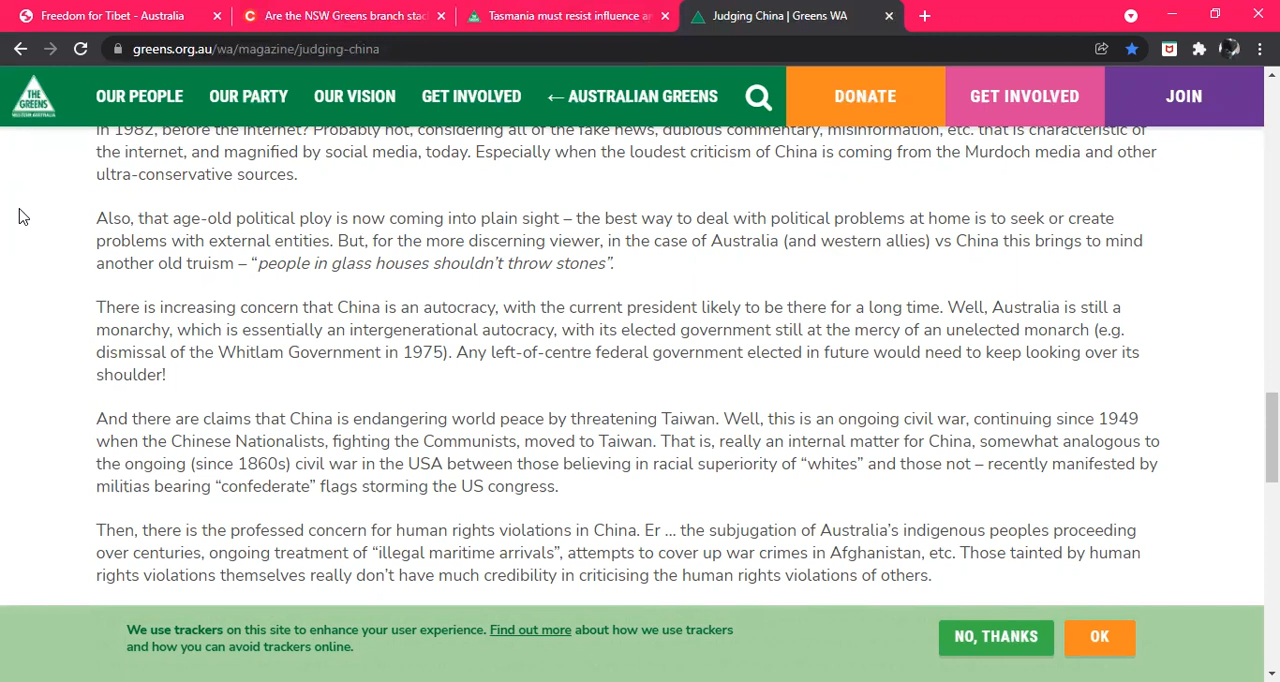 Freedom for Tibet - Australia
Are the NSW Greens branch stac
Tasmania must resist influence an
Judging China | Greens WA
greens.org.au/wa/magazine/judging-china
THE
GREENS
WESTERN AUSTRALIA
OUR PEOPLE
OUR PARTY
OUR VISION
GET INVOLVED
← AUSTRALIAN GREENS
DONATE
GET INVOLVED
JOIN
in 1982, before the internet? Probably not, considering all of the fake news, dubious commentary, misinformation, etc. that is characteristic of
the internet, and magnified by social media, today. Especially when the loudest criticism of China is coming from the Murdoch media and other
ultra-conservative sources.
Also, that age-old political ploy is now coming into plain sight – the best way to deal with political problems at home is to seek or create
problems with external entities. But, for the more discerning viewer, in the case of Australia (and western allies) vs China this brings to mind
another old truism – “people in glass houses shouldn’t throw stones”.
There is increasing concern that China is an autocracy, with the current president likely to be there for a long time. Well, Australia is still a
monarchy, which is essentially an intergenerational autocracy, with its elected government still at the mercy of an unelected monarch (e.g.
dismissal of the Whitlam Government in 1975). Any left-of-centre federal government elected in future would need to keep looking over its
shoulder!
And there are claims that China is endangering world peace by threatening Taiwan. Well, this is an ongoing civil war, continuing since 1949
when the Chinese Nationalists, fighting the Communists, moved to Taiwan. That is, really an internal matter for China, somewhat analogous to
the ongoing (since 1860s) civil war in the USA between those believing in racial superiority of “whites” and those not – recently manifested by
militias bearing “confederate” flags storming the US congress.
Then, there is the professed concern for human rights violations in China. Er ... the subjugation of Australia’s indigenous peoples proceeding
over centuries, ongoing treatment of “illegal maritime arrivals”, attempts to cover up war crimes in Afghanistan, etc. Those tainted by human
rights violations themselves really don’t have much credibility in criticising the human rights violations of others.
We use trackers on this site to enhance your user experience. Find out more about how we use trackers
and how you can avoid trackers online.
NO, THANKS
OK